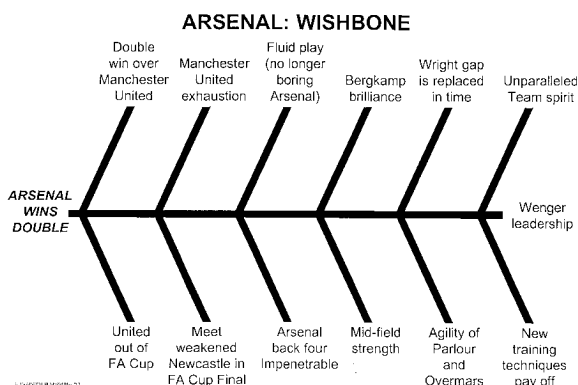 ARSENAL: WISHBONE
Double
win over
Manchester
United
Manchester
United
exhaustion
Fluid play
(no longer
boring
Arsenal)
Bergkamp
brilliance
Wright gap
is replaced
in time
Unparalleled
Team spirit
ARSENAL
WINS
DOUBLE
Wenger
leadership
United
out of
FA Cup
Meet
weakened
Newcastle in
FA Cup Final
Arsenal
back four
Impenetrable
Mid-field
strength
Agility of
Parlour
and
Overmars
New
training
techniques
pay off